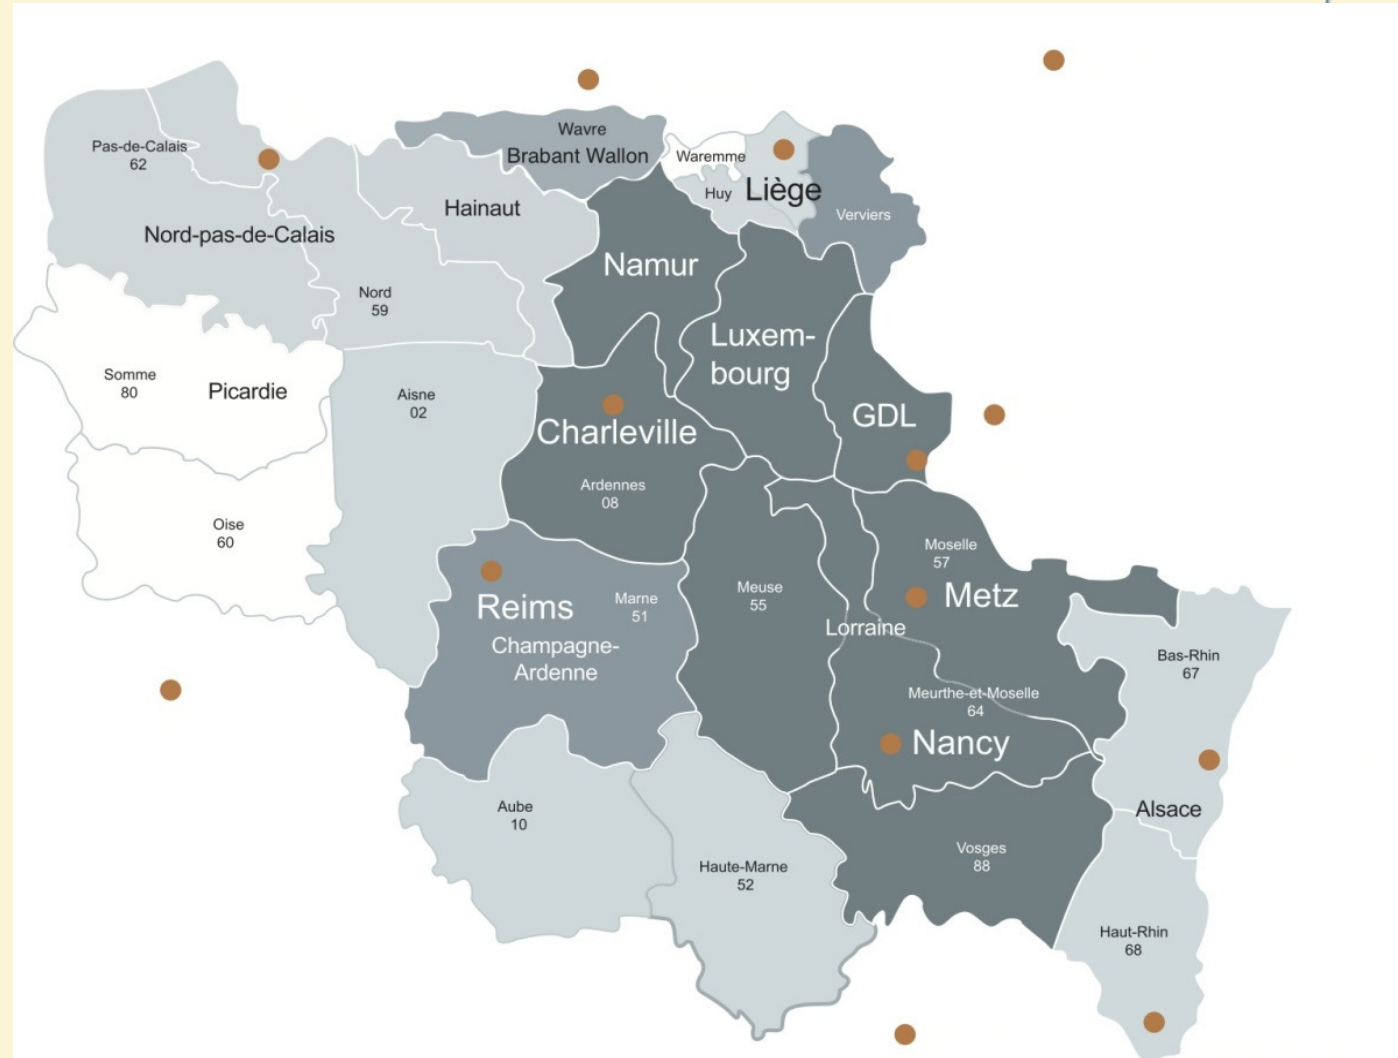 Wavre
Brabant Wallon
Pas-de-Calais
62
Waremme
Huy
Liège
Hainaut
Verviers
Nord-pas-de-Calais
Namur
Nord
59
Luxem-
bourg
Somme
80
Picardie
Aisne
02
GDL
Charleville
Ardennes
08
Oise
60
Moselle
57
Metz
Meuse
55
Marne
51
Reims
Champagne-
Ardenne
Lorraine
Bas-Rhin
67
Meurthe-et-Moselle
64
Nancy
Aube
10
Alsace
Vosges
88
Haute-Marne
52
Haut-Rhin
68